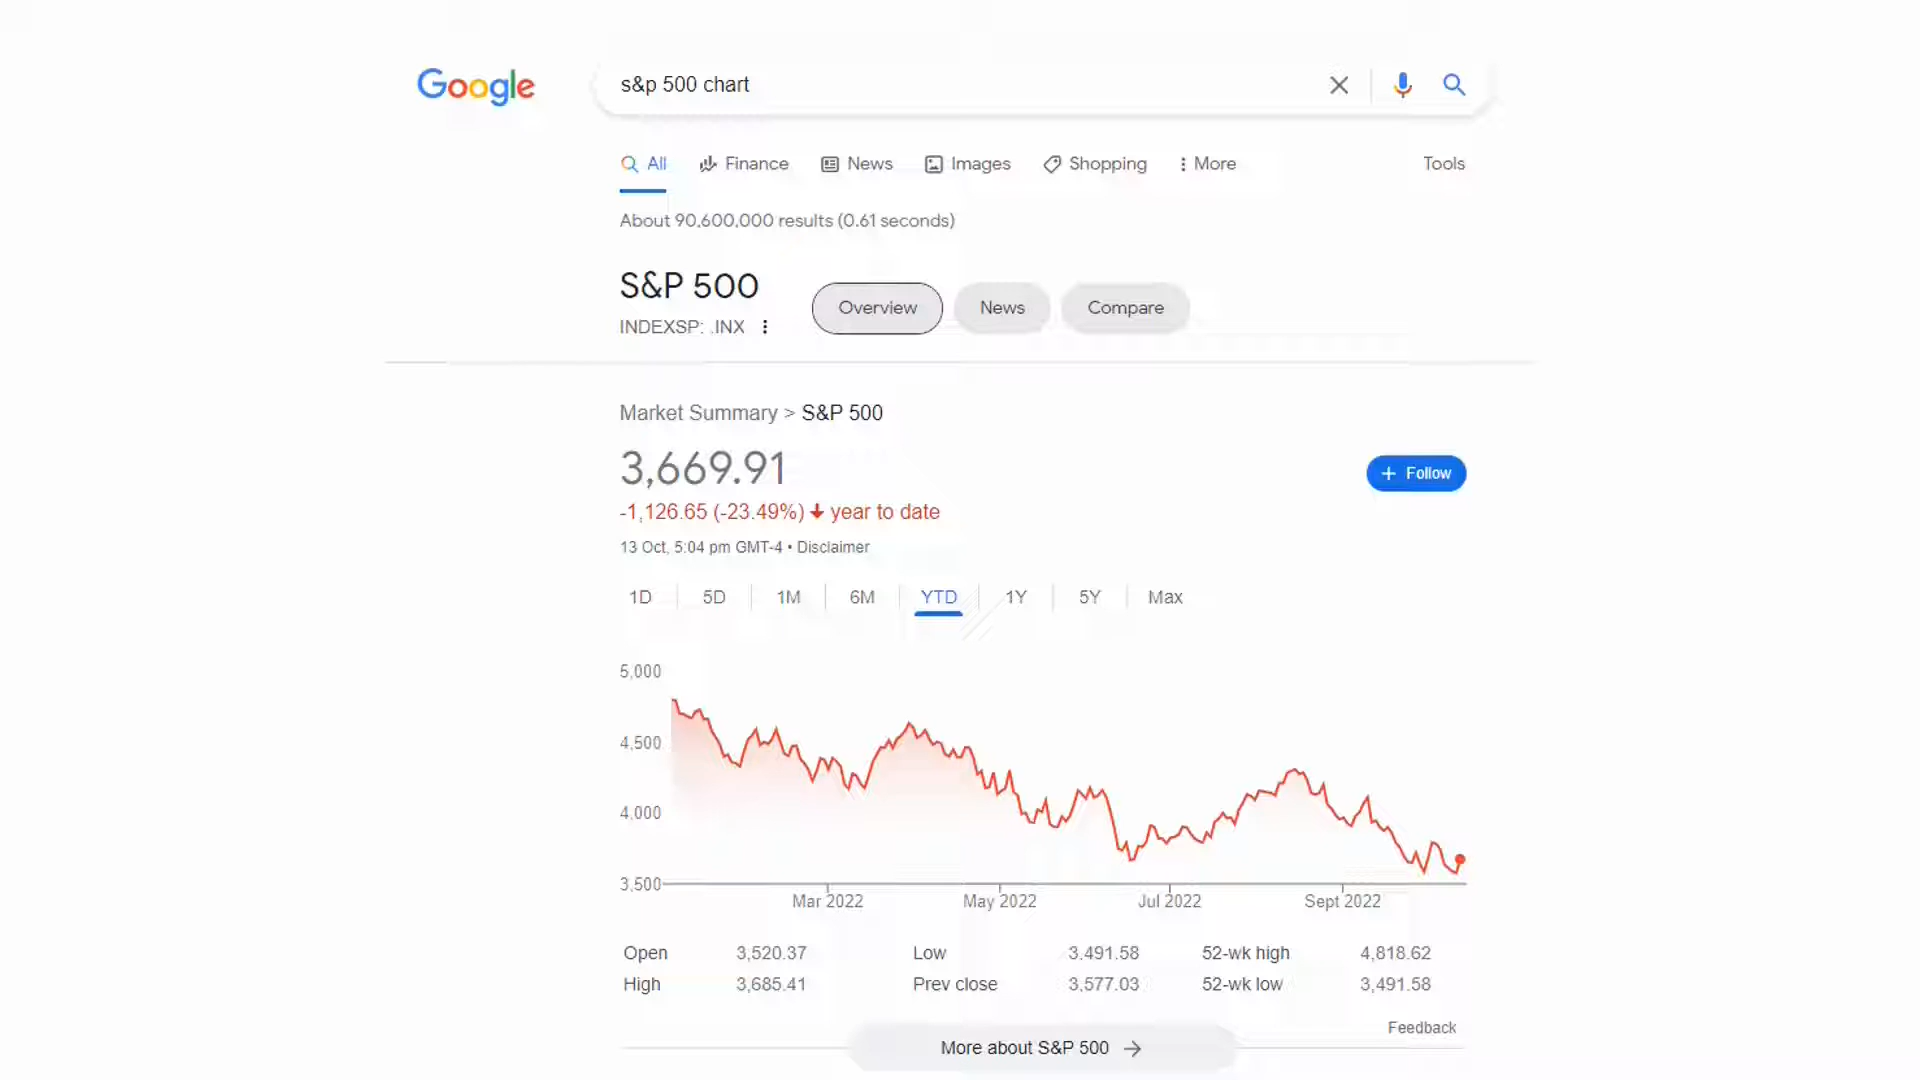 Google
s&p 500 chart
All Finance News Images Shopping More Tools
About 90,600,000 results (0.61 seconds)
S&P 500
INDEXSP: .INX
Overview News Compare
Market Summary > S&P 500
3,669.91
+ Follow
-1,126.65 (-23.49%) year to date
13 Oct, 5:04 pm GMT-4 • Disclaimer
1D 5D 1M 6M YTD 1Y 5Y Max
5,000
4,500
4,000
3,500
Mar 2022 May 2022 Jul 2022 Sept 2022
Open 3,520.37 Low 3,491.58 52-wk high 4,818.62
High 3,685.41 Prev close 3,577.03 52-wk low 3,491.58
Feedback
More about S&P 500